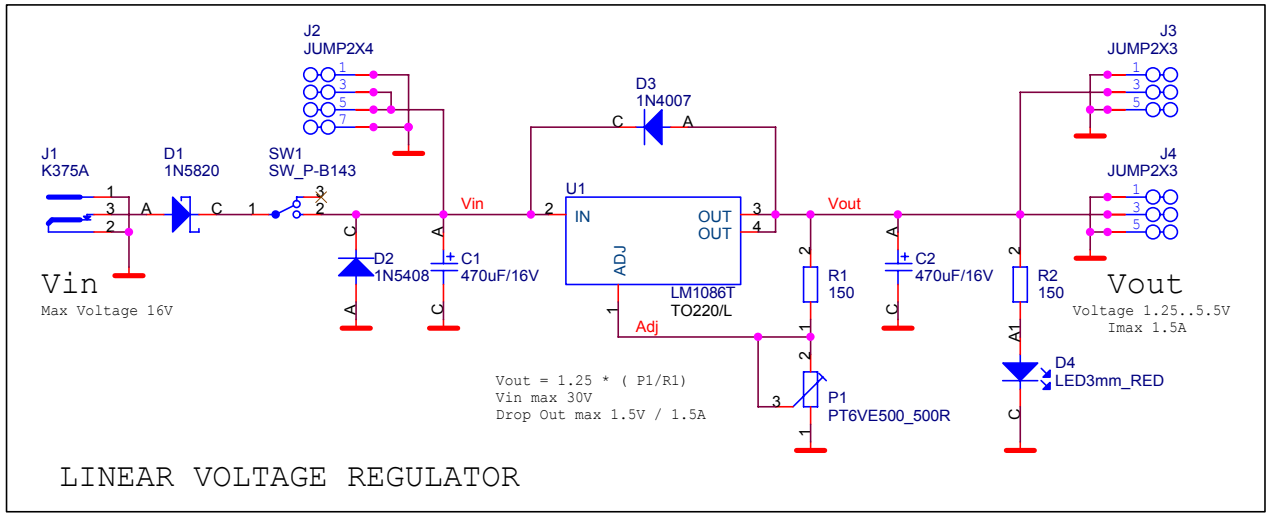 J2
JUMP2X4
1
3
5
7
J3
JUMP2X3
1
3
5
D3
1N4007
C
A
J1
K375A
1
3
2
D1
1N5820
A
C
SW1
SW_P-B143
1
3
2
Vin
U1
2
IN
OUT
3
OUT
4
ADJ
1
LM1086T
TO220/L
Vout
J4
JUMP2X3
1
3
5
C
D2
1N5408
A
A
+
C1
470uF/16V
C
2
R1
150
1
A
+
C2
470uF/16V
C
2
R2
150
A1
D4
LED3mm_RED
C
Vin
Max Voltage 16V
Vout
Voltage 1.25..5.5V
Imax 1.5A
Adj
2
3
P1
PT6VE500_500R
1
Vout = 1.25 * ( P1/R1)
Vin max 30V
Drop Out max 1.5V / 1.5A
LINEAR VOLTAGE REGULATOR